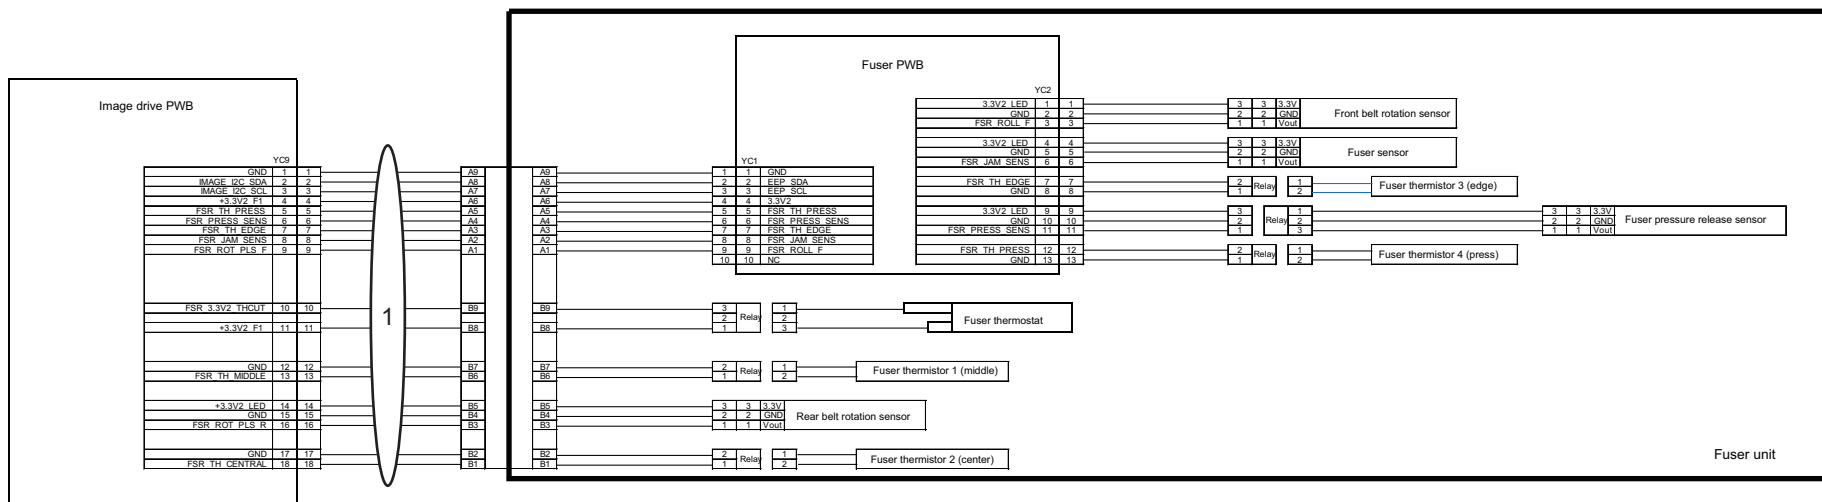 Fuser PWB
Image drive PWB
YC2
3.3V2 LED 1 1 3 3 3.3V
GND 2 2 2 2 GND Front belt rotation sensor
FSR ROLL F 3 3 1 1 Vout
3.3V2 LED 4 4 3 3 3.3V
GND 5 5 2 2 GND Fuser sensor
FSR JAM SENS 6 6 1 1 Vout
FSR TH EDGE 7 7 2 Relay 1 Fuser thermistor 3 (edge)
GND 8 8 1 2
3.3V2 LED 9 9 3 Relay 1 3 3 3.3V
GND 10 10 2 2 2 2 GND Fuser pressure release sensor
FSR PRESS SENS 11 11 1 3 1 1 Vout
FSR TH PRESS 12 12 2 Relay 1 Fuser thermistor 4 (press)
GND 13 13 1 2
YC9 YC1
GND 1 1 A9 A9 1 1 GND
IMAGE I2C SDA 2 2 A8 A8 2 2 EEP SDA
IMAGE I2C SCL 3 3 A7 A7 3 3 EEP SCL
+3.3V2 F1 4 4 A6 A6 4 4 3.3V2
FSR TH PRESS 5 5 A5 A5 5 5 FSR TH PRESS
FSR PRESS SENS 6 6 A4 A4 6 6 FSR PRESS SENS
FSR TH EDGE 7 7 A3 A3 7 7 FSR TH EDGE
FSR JAM SENS 8 8 A2 A2 8 8 FSR JAM SENS
FSR ROT PLS F 9 9 A1 A1 9 9 FSR ROLL F
10 10 NC
1
FSR 3.3V2 THCUT 10 10 B9 B9 3 Relay 1
2 2 Fuser thermostat
+3.3V2 F1 11 11 B8 B8 1 3
GND 12 12 B7 B7 2 Relay 1 Fuser thermistor 1 (middle)
FSR TH MIDDLE 13 13 B6 B6 1 2
+3.3V2 LED 14 14 B5 B5 3 3 3.3V
GND 15 15 B4 B4 2 2 GND Rear belt rotation sensor
FSR ROT PLS R 16 16 B3 B3 1 1 Vout
GND 17 17 B2 B2 2 Relay 1 Fuser thermistor 2 (center)
FSR TH CENTRAL 18 18 B1 B1 1 2
Fuser unit